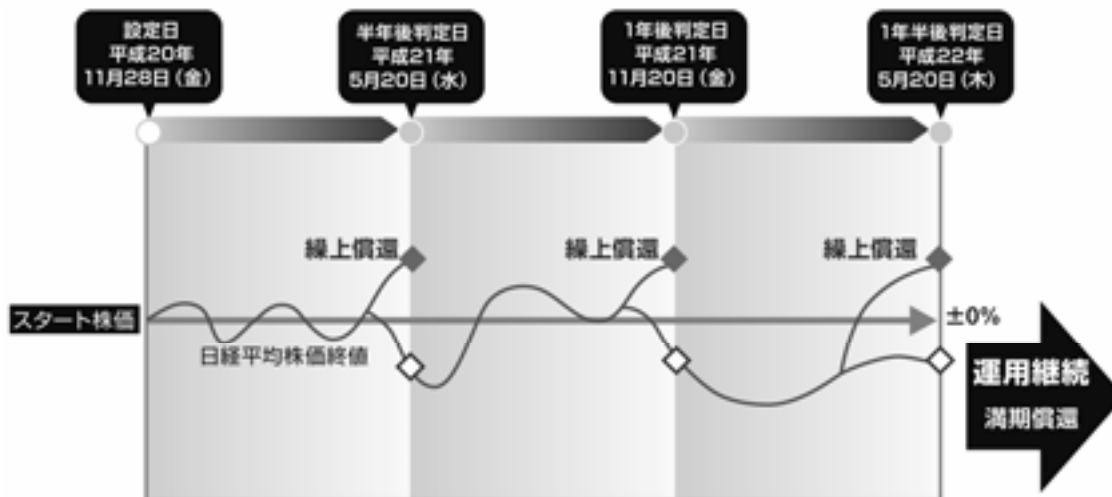 設定日
平成20年
11月28日(金)
半年後判定日
平成21年
5月20日(水)
1年後判定日
平成21年
11月20日(金)
1年半後判定日
平成22年
5月20日(木)
繰上償還
繰上償還
繰上償還
スタート株価
±0%
日経平均株価終値
運用継続
満期償還